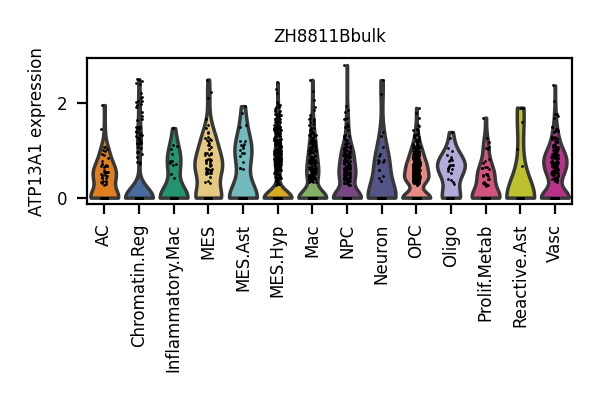 ZH8811Bbulk
ATP13A1 expression
2
0
AC
Chromatin.Reg
Inflammatory.Mac
MES
MES.Ast
MES.Hyp
Mac
NPC
Neuron
OPC
Oligo
Prolif.Metab
Reactive.Ast
Vasc